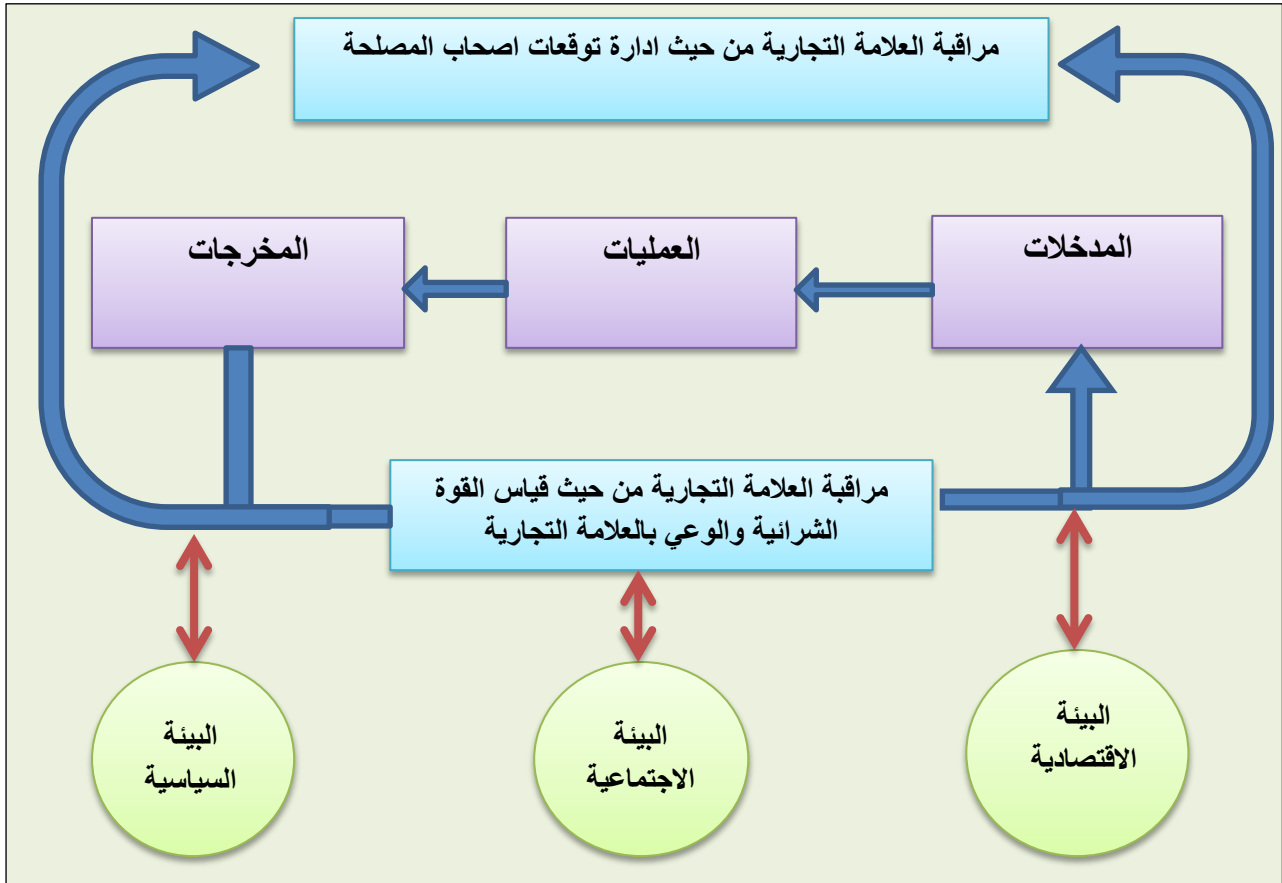 مراقبة العلامة التجارية من حيث ادارة توقعات اصحاب المصلحة
المدخلات
العمليات
المخرجات
مراقبة العلامة التجارية من حيث قياس القوة
الشرائية والوعي بالعلامة التجارية
البيئة
الاقتصادية
البيئة
الاجتماعية
البيئة
السياسية